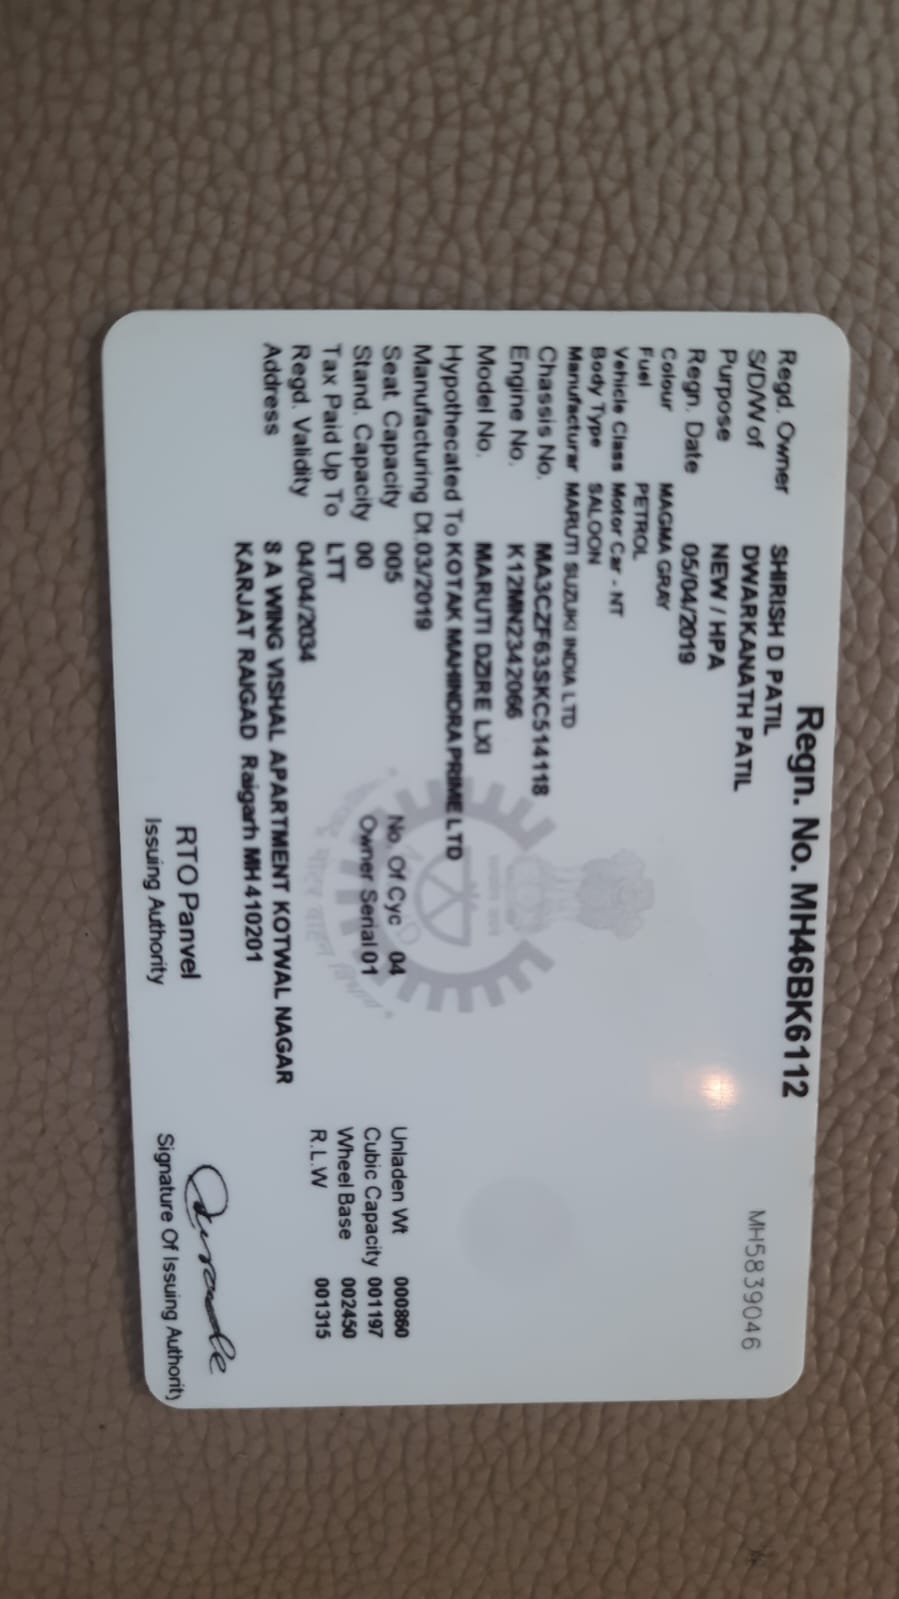 Regn. No. MH46BK6112
MH5839046
Regd. Owner SHIRISH D PATIL
S/D/W of DWARKANATH PATIL
Purpose NEW / HPA
Regn. Date 05/04/2019
Colour MAGMA GRAY
Fuel PETROL
Vehicle Class Motor Car - NT
Body Type SALOON
Manufacturar MARUTI SUZUKI INDIA LTD
Chassis No. MA3CZF63SKC514118
Engine No. K12MN2342066
Model No. MARUTI DZIRE LXI
Hypothecated To KOTAK MAHINDRA PRIME LTD
Manufacturing Dt.03/2019
Seat Capacity 005 No. Of Cyc 04 Unladen Wt 000860
Stand. Capacity 00 Owner Serial 01 Cubic Capacity 001197
Tax Paid Up To LTT Wheel Base 002450
Regd. Validity 04/04/2034 R.L.W 001315
Address 8 A WING VISHAL APARTMENT KOTWAL NAGAR
KARJAT RAIGAD Raigarh MH 410201
RTO Panvel
Issuing Authority Signature Of Issuing Authority